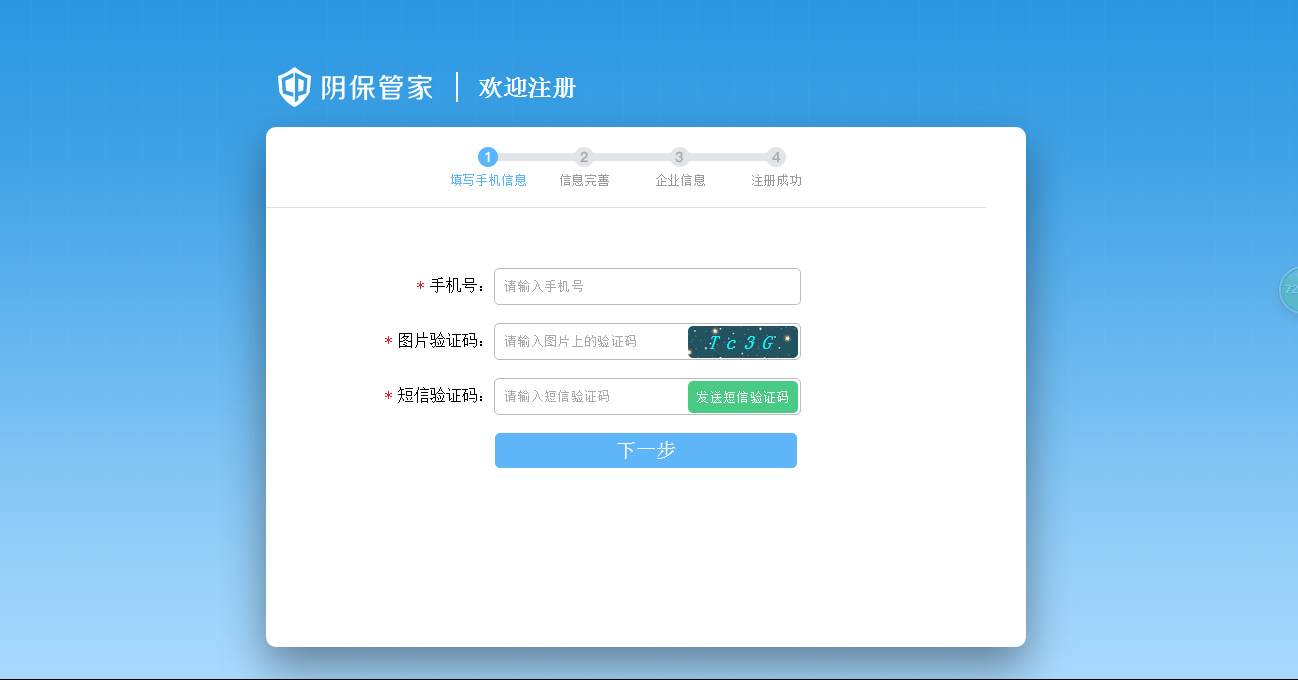 阴保管家 欢迎注册
1 2 3 4
填写手机信息 信息完善 企业信息 注册成功
* 手机号： 请输入手机号
* 图片验证码： 请输入图片上的验证码 Tc3G
* 短信验证码： 请输入短信验证码 发送短信验证码
下一步
72